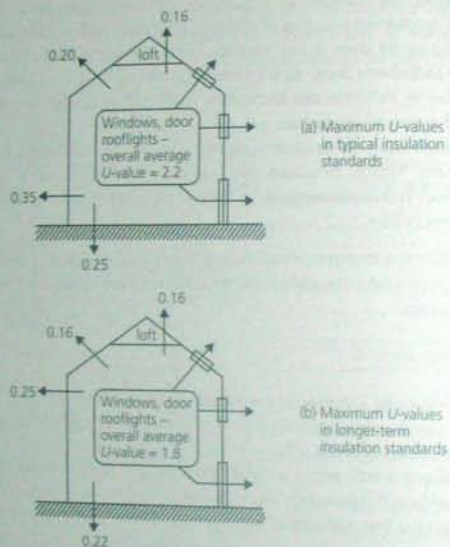 0.16
0.20
loft
Windows, door
rooflights –
overall average
U-value = 2.2
(a) Maximum U-values
in typical insulation
standards
0.35
0.25
0.16
0.16
loft
0.25
Windows, door
rooflights –
overall average
U-value = 1.8
(b) Maximum U-values
in longer-term
insulation standards
0.22